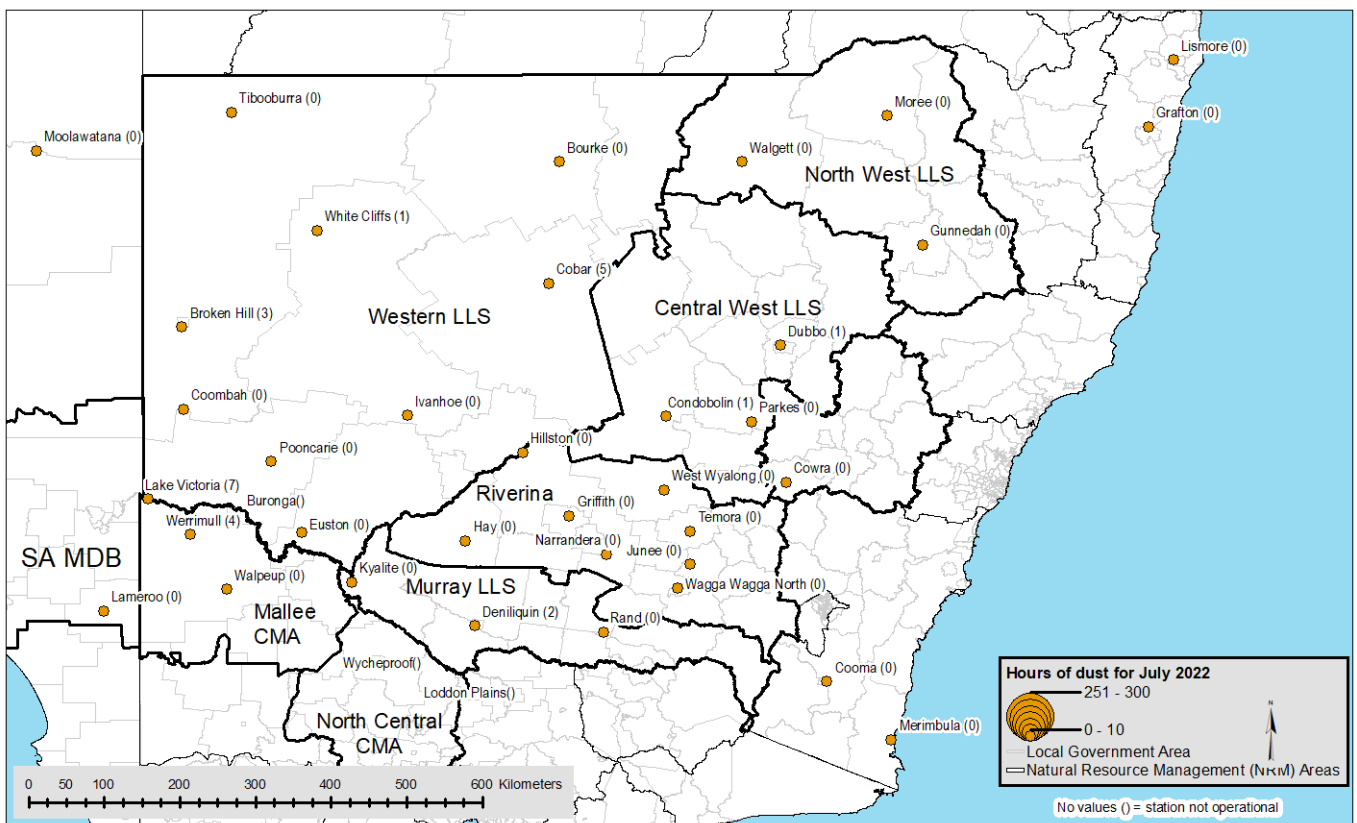 Lismore (0)
Tibooburra (0)
Moree (0)
Grafton (0)
Moolawatana (0)
Bourke (0)
Walgett (0)
North West LLS
White Cliffs (1)
Gunnedah (0)
Cobar (5)
Central West LLS
Broken Hill (3)
Western LLS
Dubbo (1)
Coombah (0)
Ivanhoe (0)
Condobolin (1)
Parkes (0)
Hillston (0)
Pooncarie (0)
Cowra (0)
West Wyalong (0)
Lake Victoria (7)
Buronga()
Riverina
Griffith (0)
Werrimull (4)
Euston (0)
Temora (0)
Hay (0)
Narrandera (0)
Junee (0)
SA MDB
Kyalite (0)
Walpeup (0)
Murray LLS
Wagga Wagga North (0)
Lameroo (0)
Mallee
CMA
Deniliquin (2)
Rand (0)
Wycheproof()
Cooma (0)
Loddon Plains()
North Central
CMA
Merimbula (0)
Hours of dust for July 2022
251 - 300
0 - 10
N
Local Government Area
Natural Resource Management (NRM) Areas
No values () = station not operational
0 50 100 200 300 400 500 600 Kilometers